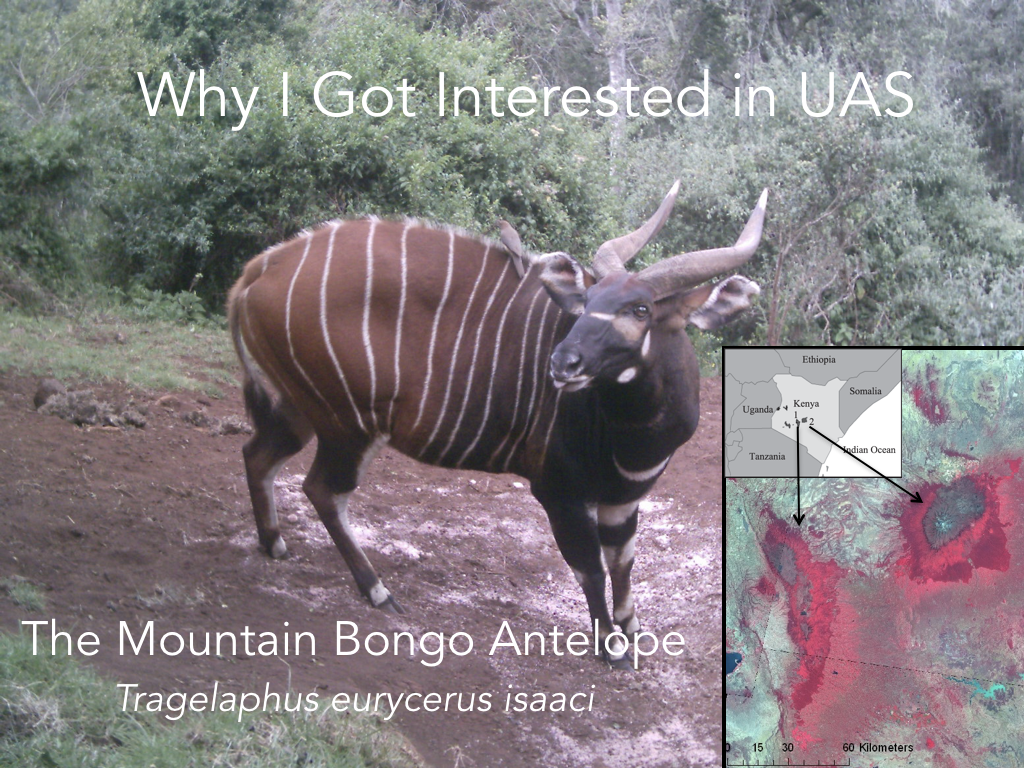 Why I Got Interested in UAS
Ethiopia
Somalia
Uganda
Kenya
1
2
Indian Ocean
Tanzania
The Mountain Bongo Antelope
Tragelaphus eurycerus isaaci
0 15 30 60 Kilometers